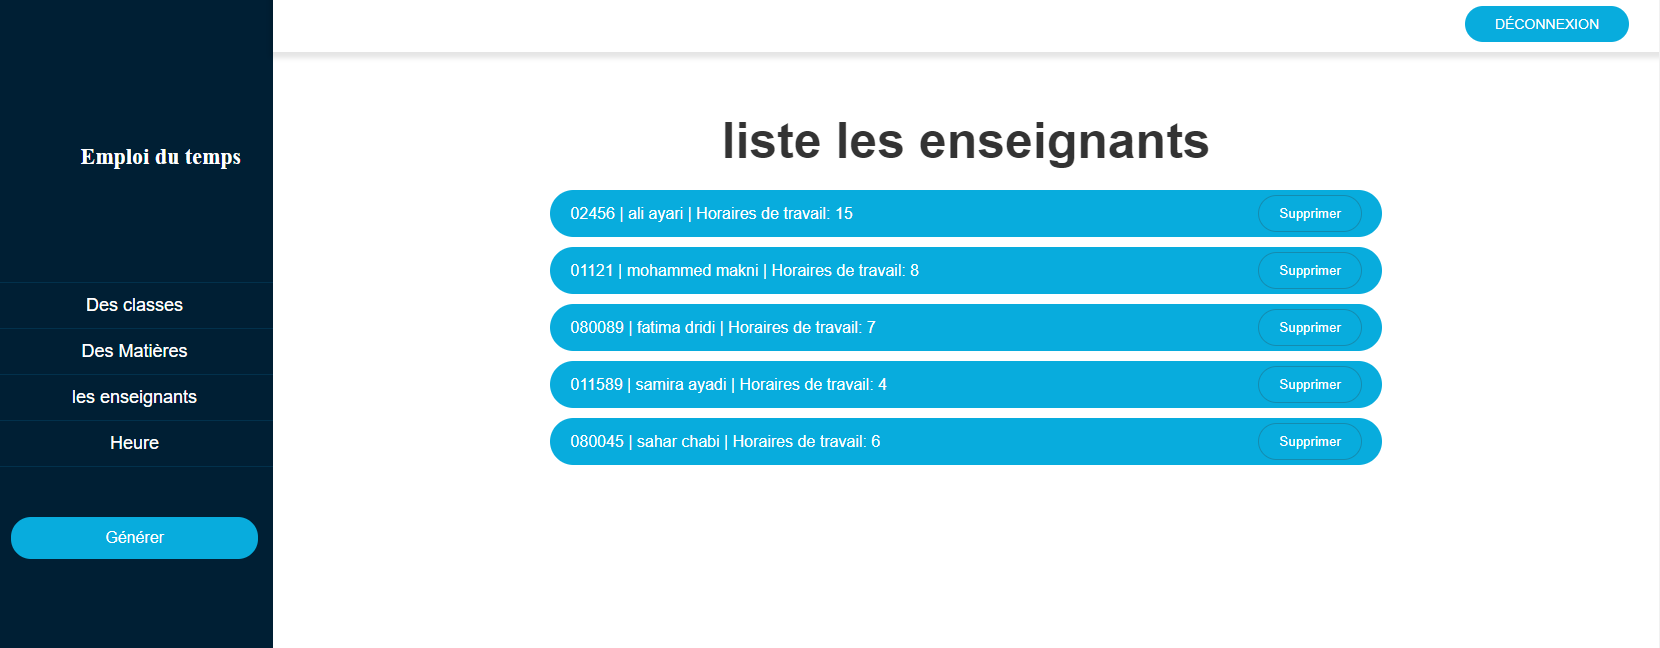 DÉCONNEXION
Emploi du temps
Des classes
Des Matières
les enseignants
Heure
Générer
liste les enseignants
02456 | ali ayari | Horaires de travail: 15
Supprimer
01121 | mohammed makni | Horaires de travail: 8
Supprimer
080089 | fatima dridi | Horaires de travail: 7
Supprimer
011589 | samira ayadi | Horaires de travail: 4
Supprimer
080045 | sahar chabi | Horaires de travail: 6
Supprimer